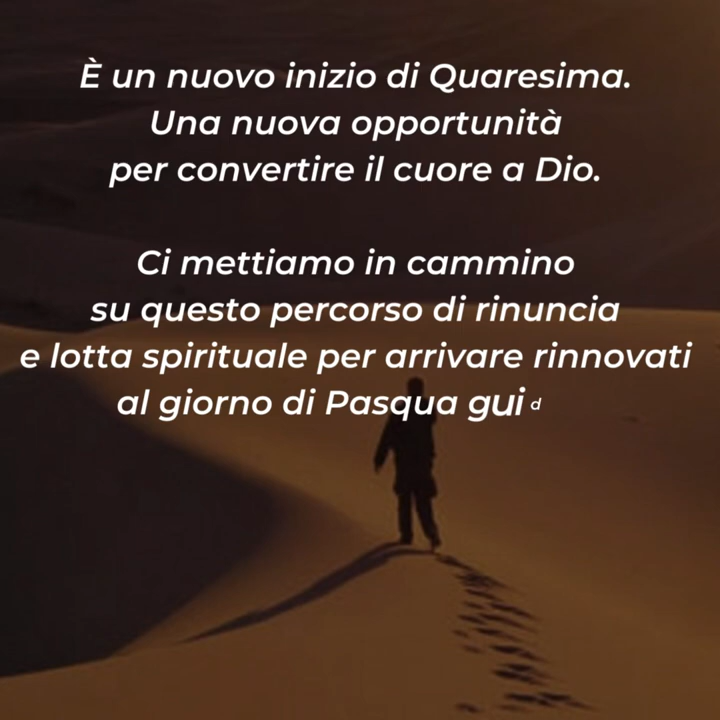 È un nuovo inizio di Quaresima.
Una nuova opportunità
per convertire il cuore a Dio.
Ci mettiamo in cammino
su questo percorso di rinuncia
e lotta spirituale per arrivare rinnovati
al giorno di Pasqua guid